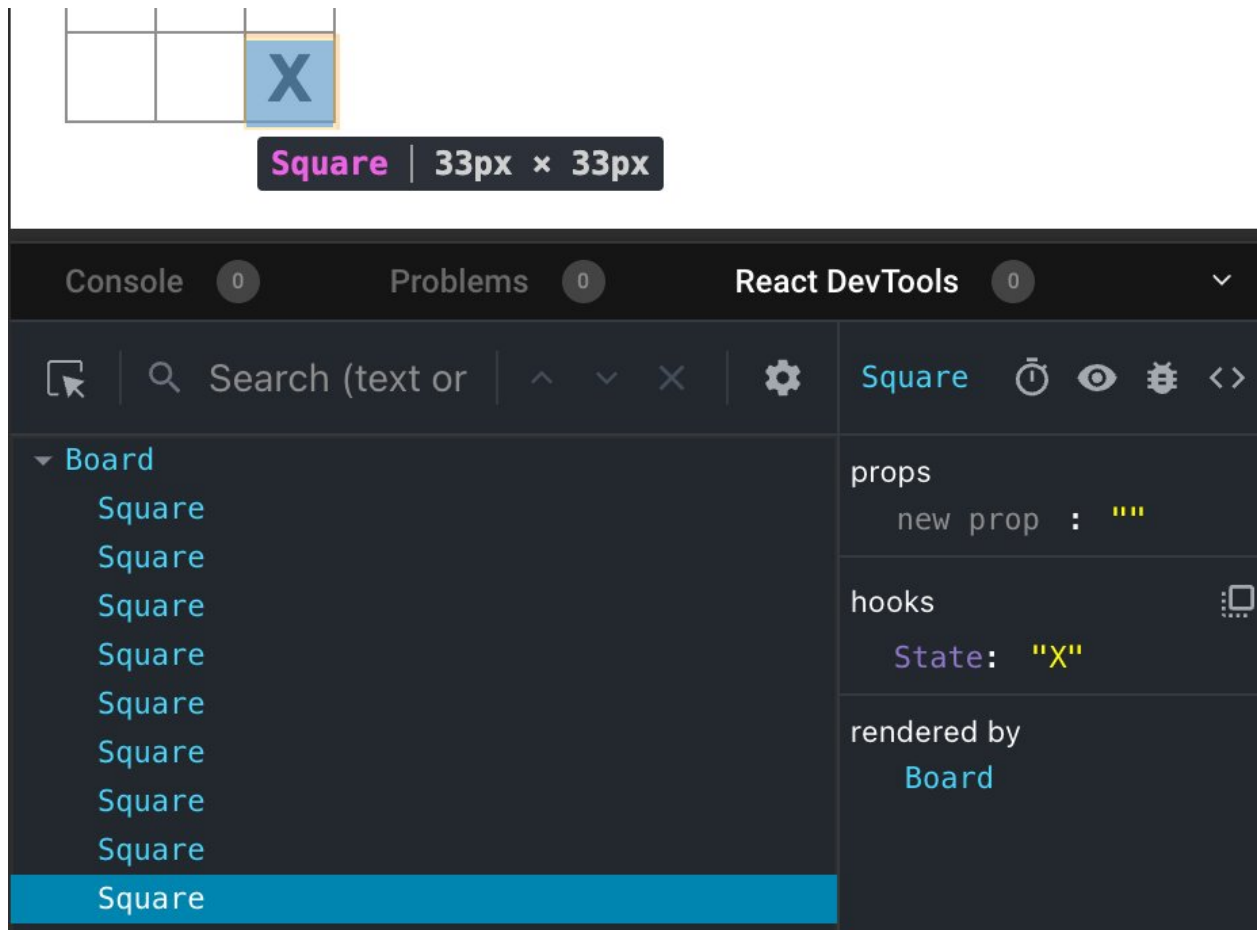 X
Square | 33px × 33px
Console 0 Problems 0 React DevTools 0
Search (text or
Square
Board
Square
Square
Square
Square
Square
Square
Square
Square
Square
props
new prop : ""
hooks
State: "X"
rendered by
Board